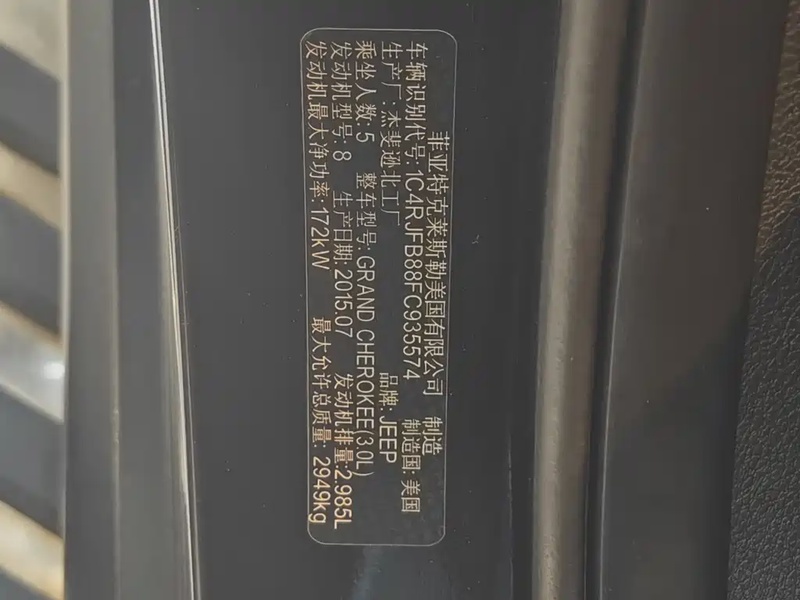 菲亚特克莱斯勒美国有限公司 制造
车辆识别代号: 1C4RJFB88FC935574 制造国: 美国
生产厂: 杰斐逊北工厂 品牌: JEEP
乘坐人数: 5 整车型号: GRAND CHEROKEE(3.0L)
发动机型号: 8 生产日期: 2015.07 发动机排量: 2.985L
发动机最大净功率: 172kW 最大允许总质量: 2949kg